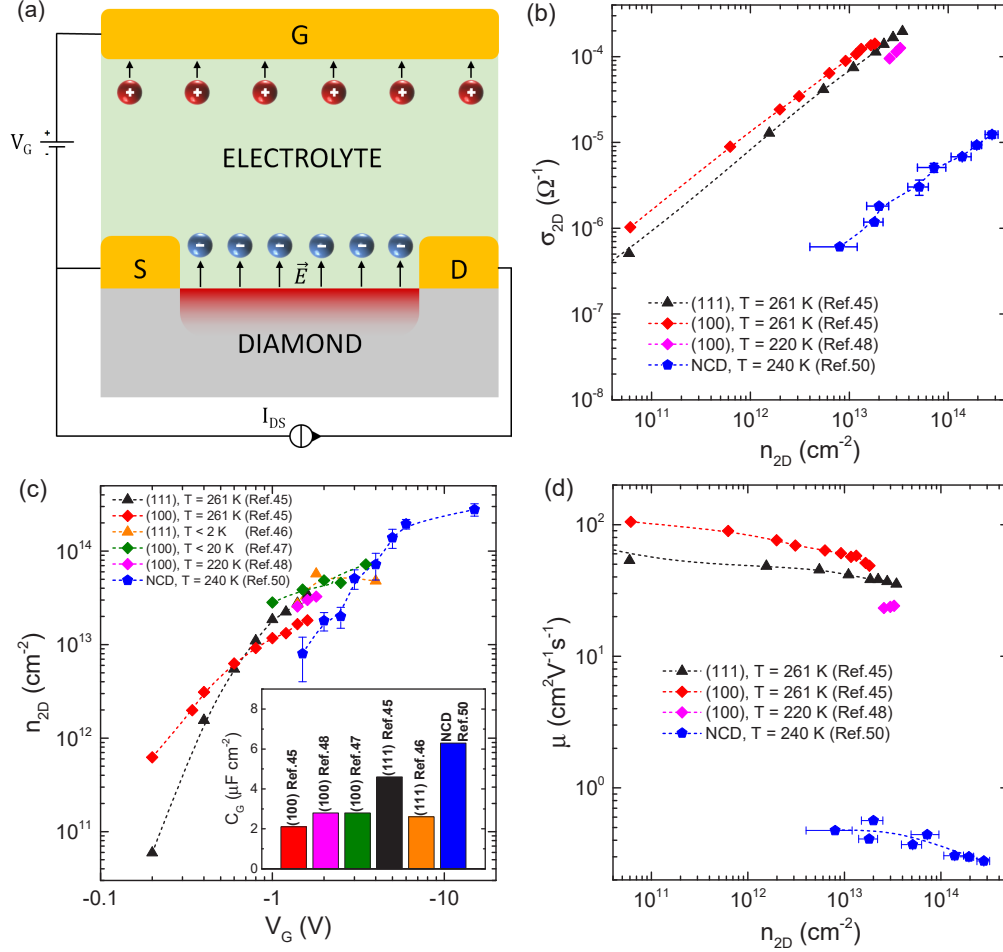 (a)
G
+ + + + + +
V_G
+
-
ELECTROLYTE
- - - - - -
S
D
E⃗
DIAMOND
I_DS
(b)
σ_2D (Ω^-1)
10^-4
10^-5
10^-6
10^-7
10^-8
(111), T = 261 K (Ref.45)
(100), T = 261 K (Ref.45)
(100), T = 220 K (Ref.48)
NCD, T = 240 K (Ref.50)
10^11 10^12 10^13 10^14
n_2D (cm^-2)
(c)
n_2D (cm^-2)
10^14
10^13
10^12
10^11
(111), T = 261 K (Ref.45)
(100), T = 261 K (Ref.45)
(111), T < 2 K (Ref.46)
(100), T < 20 K (Ref.47)
(100), T = 220 K (Ref.48)
NCD, T = 240 K (Ref.50)
C_G (μF cm^-2)
8
6
4
2
0
(100) Ref.45
(100) Ref.48
(100) Ref.47
(111) Ref.45
(111) Ref.46
NCD
Ref.50
-0.1 -1 -10
V_G (V)
(d)
μ (cm^2V^-1s^-1)
10^2
10^1
10^0
(111), T = 261 K (Ref.45)
(100), T = 261 K (Ref.45)
(100), T = 220 K (Ref.48)
NCD, T = 240 K (Ref.50)
10^11 10^12 10^13 10^14
n_2D (cm^-2)